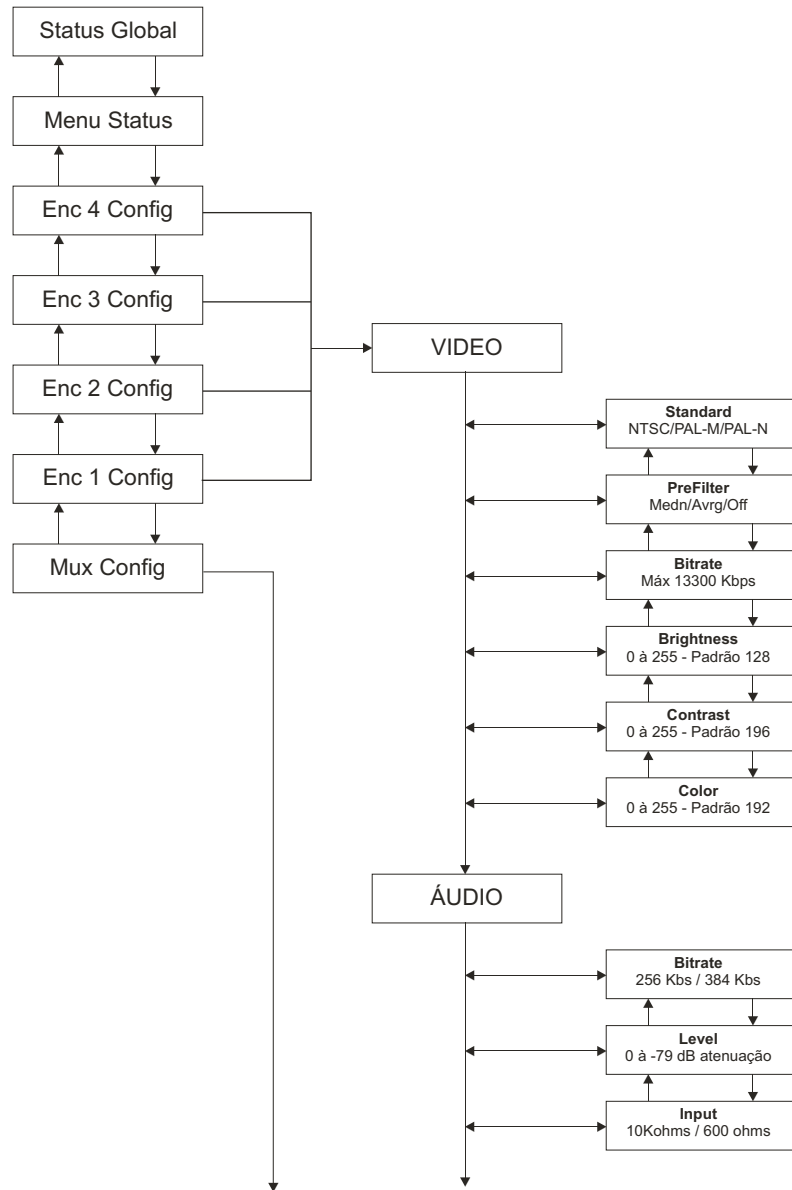 Status Global
Menu Status
Enc 4 Config
Enc 3 Config
Enc 2 Config
Enc 1 Config
Mux Config
VIDEO
Standard
NTSC/PAL-M/PAL-N
PreFilter
Medn/Avrg/Off
Bitrate
Máx 13300 Kbps
Brightness
0 à 255 - Padrão 128
Contrast
0 à 255 - Padrão 196
Color
0 à 255 - Padrão 192
ÁUDIO
Bitrate
256 Kbs / 384 Kbs
Level
0 à -79 dB atenuação
Input
10Kohms / 600 ohms